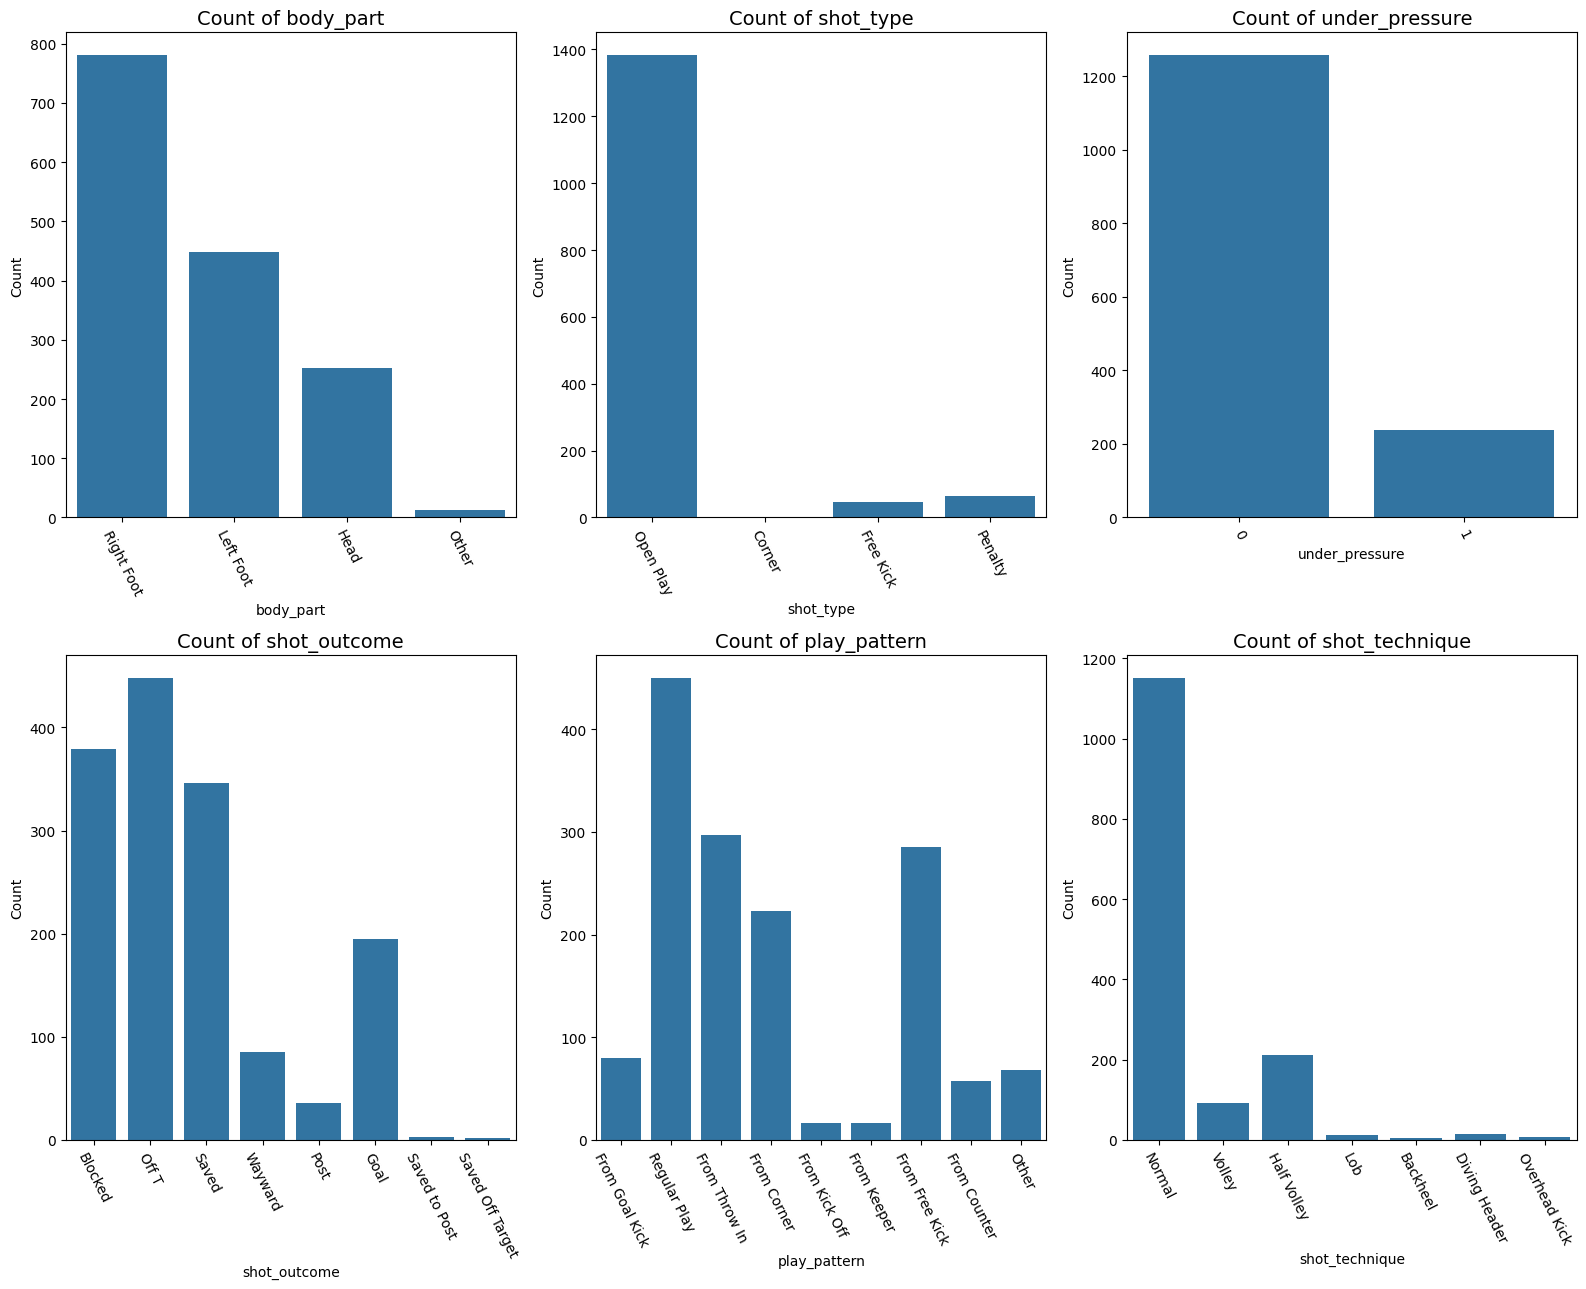 Count of body_part
Count
800
700
600
500
400
300
200
100
0
Right Foot
Left Foot
Head
Other
body_part
Count of shot_type
Count
1400
1200
1000
800
600
400
200
0
Open Play
Corner
Free Kick
Penalty
shot_type
Count of under_pressure
Count
1200
1000
800
600
400
200
0
0
1
under_pressure
Count of shot_outcome
Count
400
300
200
100
0
Blocked
Off T
Saved
Wayward
Post
Goal
Saved to Post
Saved Off Target
shot_outcome
Count of play_pattern
Count
400
300
200
100
0
From Goal Kick
Regular Play
From Throw In
From Corner
From Kick Off
From Keeper
From Free Kick
From Counter
Other
play_pattern
Count of shot_technique
Count
1200
1000
800
600
400
200
0
Normal
Volley
Half Volley
Lob
Backheel
Diving Header
Overhead Kick
shot_technique